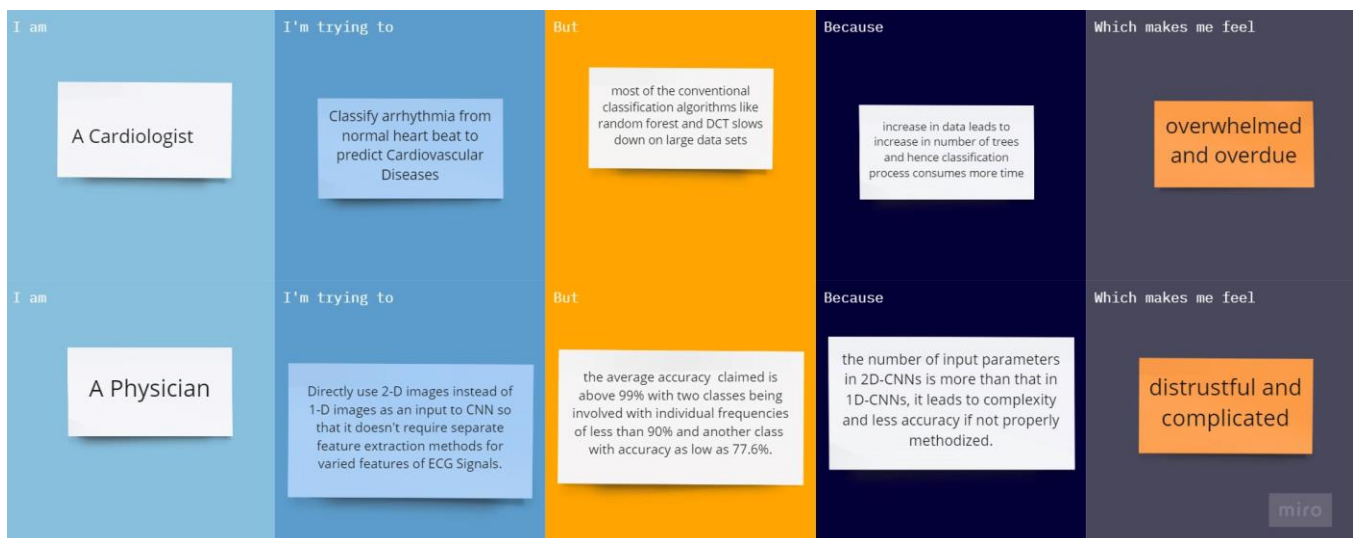 I am
A Cardiologist
I'm trying to
Classify arrhythmia from
normal heart beat to
predict Cardiovascular
Diseases
But
most of the conventional
classification algorithms like
random forest and DCT slows
down on large data sets
Because
increase in data leads to
increase in number of trees
and hence classification
process consumes more time
Which makes me feel
overwhelmed
and overdue
I am
A Physician
I'm trying to
Directly use 2-D images instead of
1-D images as an input to CNN so
that it doesn't require separate
feature extraction methods for
varied features of ECG Signals.
But
the average accuracy claimed is
above 99% with two classes being
involved with individual frequencies
of less than 90% and another class
with accuracy as low as 77.6%.
Because
the number of input parameters
in 2D-CNNs is more than that in
1D-CNNs, it leads to complexity
and less accuracy if not properly
methodized.
Which makes me feel
distrustful and
complicated
miro